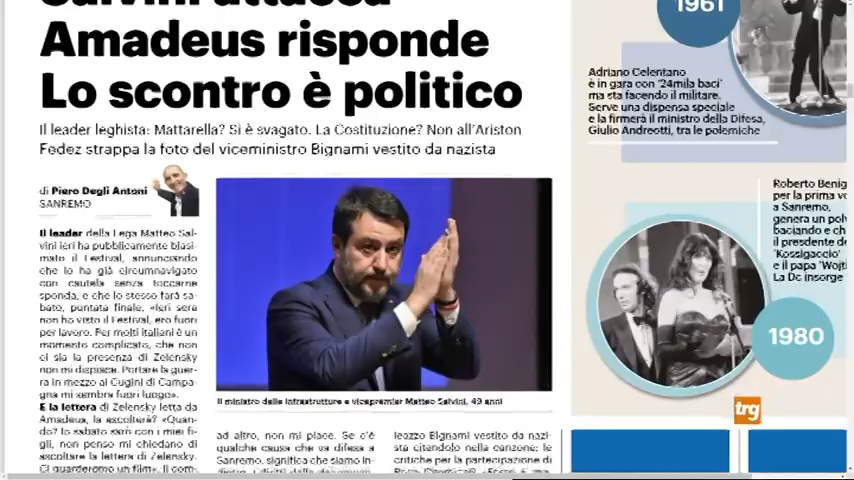 Salvini attacca
Amadeus risponde
Lo scontro è politico
Il leader leghista: Mattarella? Si è svagato. La Costituzione? Non all'Ariston
Fedez strappa la foto del viceministro Bignami vestito da nazista
di Piero Degli Antoni
SANREMO
Il leader della Lega Matteo Sal-
vini ieri ha pubblicamente biasi-
mato il Festival, annunciando
che lo ha già circumnavigato
con cautela senza toccarne
sponda, e che lo stesso farà sa-
bato, puntata finale. «Ieri sera
non ho visto il Festival, ero fuori
per lavoro. Per molti italiani è un
momento complicato, che non
ci sia la presenza di Zelensky
non mi dispiace. Portare la guer-
ra in mezzo ai Cugini di Campa-
gna mi sembra fuori luogo».
E la lettera di Zelensky letta da
Amadeus, la ascolterà? «Quan-
do? Io sabato sarò con i miei fi-
gli, non penso mi chiedano di
ascoltare la lettera di Zelensky.
Ci guarderemo un film». Il com-
Il ministro delle Infrastrutture e vicepremier Matteo Salvini, 49 anni
ad altro, non mi piace. Se c'è
qualche causa che va difesa a
Sanremo, significa che siamo in-
leazzo Bignami vestito da nazi-
sta citandolo nella canzone; le
critiche per la partecipazione di
1961
Adriano Celentano
è in gara con '24mila baci'
ma sta facendo il militare.
Serve una dispensa speciale
e la firmerà il ministro della Difesa,
Giulio Andreotti, tra le polemiche
Roberto Benig
per la prima vo
a Sanremo,
genera un polv
baciando e ch
il presidente de
'Kossigaccio'
e il papa 'Wojti
La Dc insorge
1980
trg